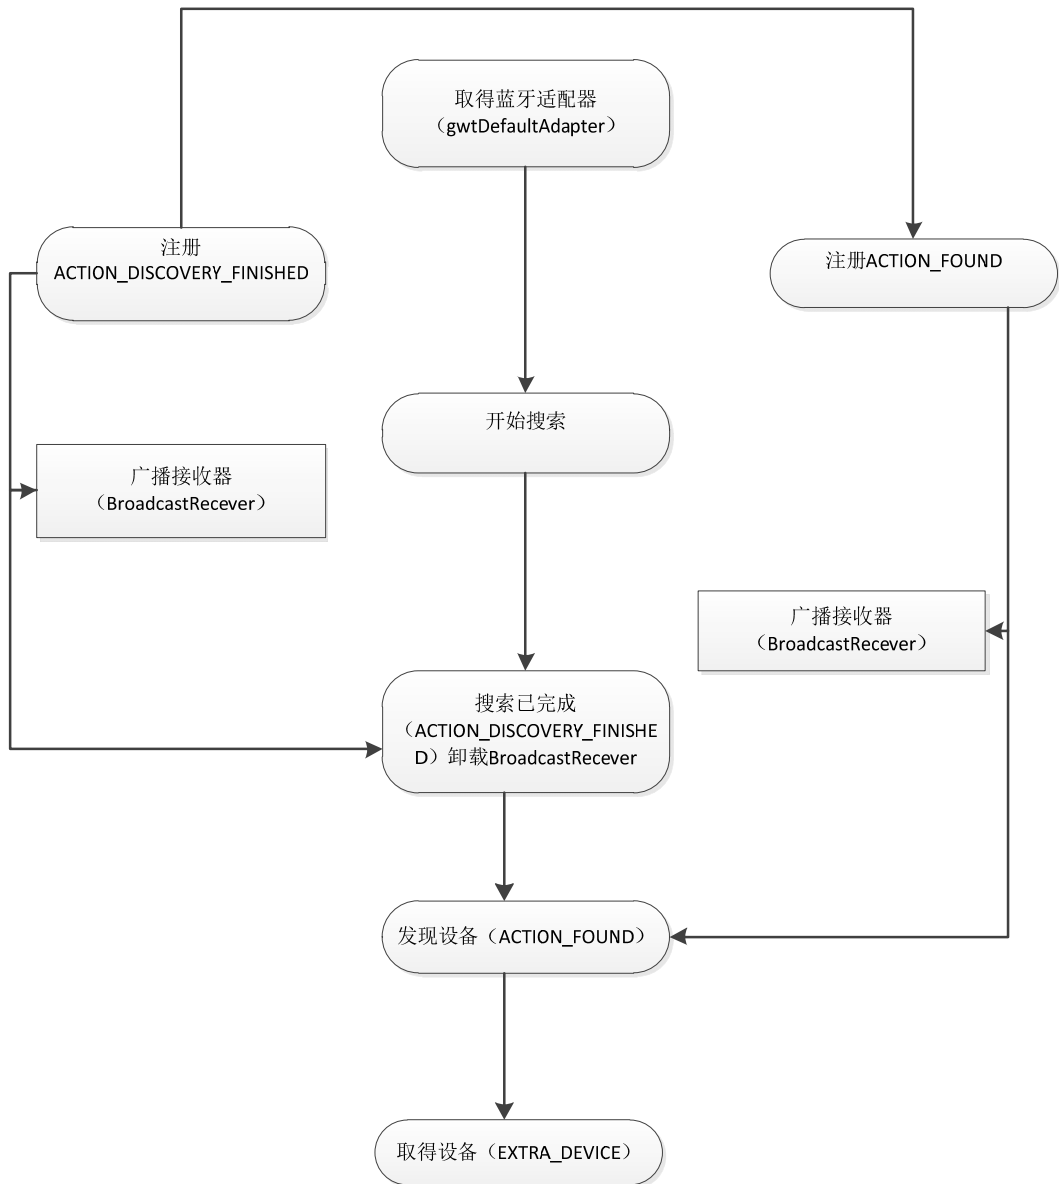 取得蓝牙适配器
（gwtDefaultAdapter）
注册
ACTION_DISCOVERY_FINISHED
注册ACTION_FOUND
开始搜索
广播接收器
（BroadcastRecever）
广播接收器
（BroadcastRecever）
搜索已完成
（ACTION_DISCOVERY_FINISHE
D）卸载BroadcastRecever
发现设备（ACTION_FOUND）
取得设备（EXTRA_DEVICE）